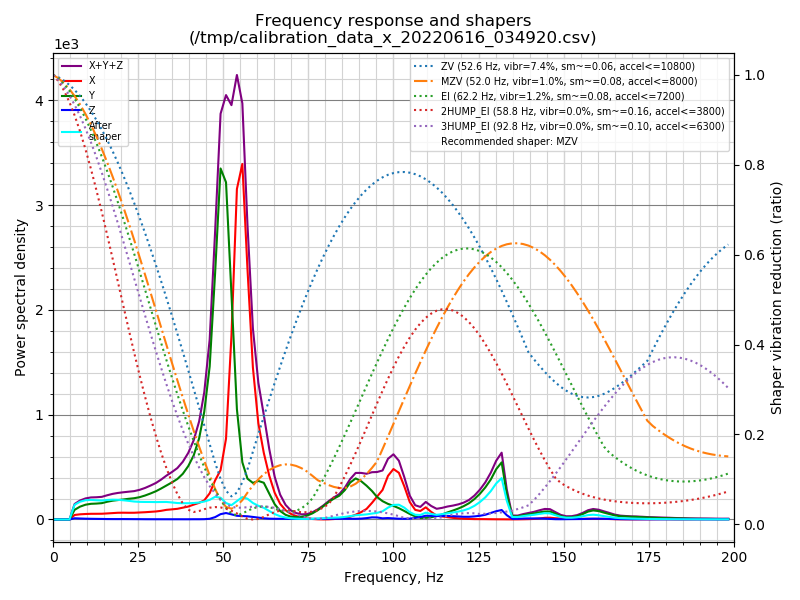 Frequency response and shapers
(/tmp/calibration_data_x_20220616_034920.csv)
1e3
X+Y+Z
X
Y
Z
After
shaper
ZV (52.6 Hz, vibr=7.4%, sm~=0.06, accel<=10800)
MZV (52.0 Hz, vibr=1.0%, sm~=0.08, accel<=8000)
EI (62.2 Hz, vibr=1.2%, sm~=0.08, accel<=7200)
2HUMP_EI (58.8 Hz, vibr=0.0%, sm~=0.16, accel<=3800)
3HUMP_EI (92.8 Hz, vibr=0.0%, sm~=0.10, accel<=6300)
Recommended shaper: MZV
Power spectral density
4
3
2
1
0
1.0
0.8
0.6
0.4
0.2
0.0
Shaper vibration reduction (ratio)
0 25 50 75 100 125 150 175 200
Frequency, Hz